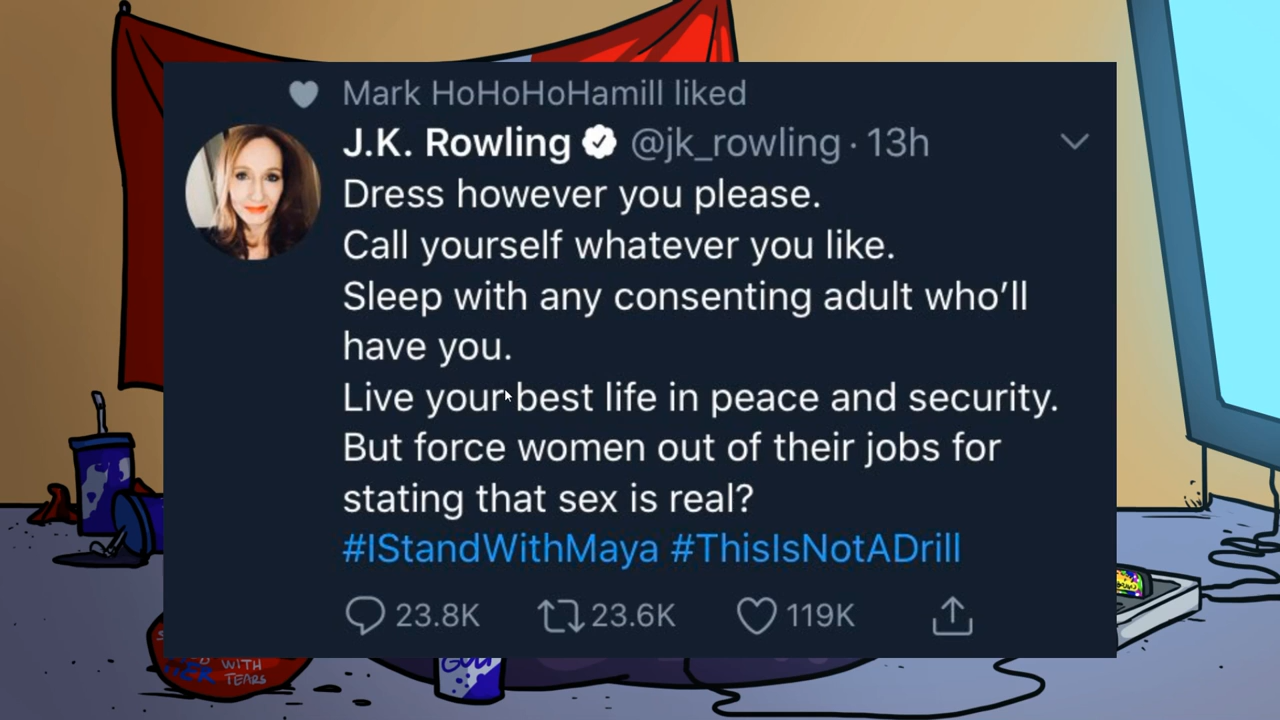 Mark HoHoHoHamill liked
J.K. Rowling @jk_rowling · 13h
Dress however you please.
Call yourself whatever you like.
Sleep with any consenting adult who'll
have you.
Live your best life in peace and security.
But force women out of their jobs for
stating that sex is real?
#IStandWithMaya #ThisIsNotADrill
23.8K 23.6K 119K
WITH
TEARS